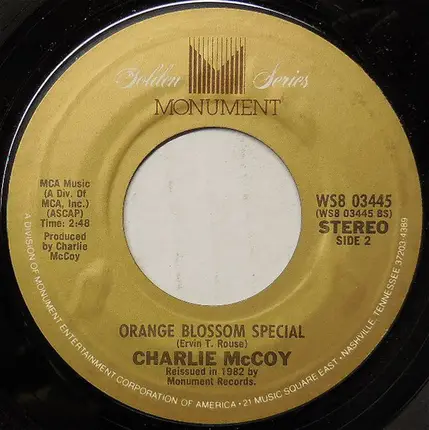 Golden Series
MONUMENT
MCA Music
(A Div. Of
MCA, Inc.)
(ASCAP)
Time: 2:48
Produced by
Charlie
McCoy
WS8 03445
(WS8 03445 BS)
STEREO
SIDE 2
ORANGE BLOSSOM SPECIAL
(Ervin T. Rouse)
CHARLIE McCOY
Reissued in 1982 by
Monument Records.
A DIVISION OF MONUMENT ENTERTAINMENT CORPORATION OF AMERICA • 21 MUSIC SQUARE EAST • NASHVILLE, TENNESSEE 37203-4389